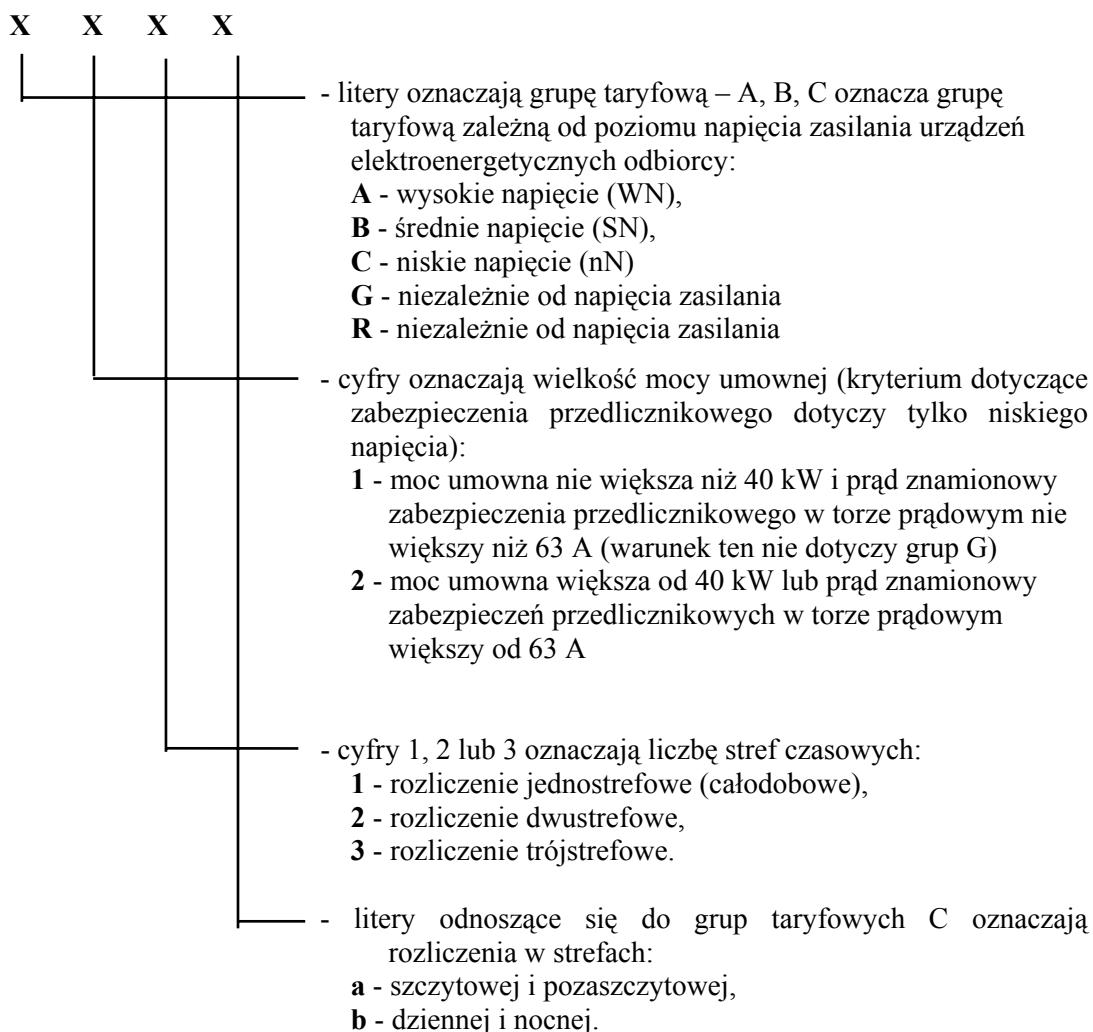 X X X X
- litery oznaczają grupę taryfową – A, B, C oznacza grupę
taryfową zależną od poziomu napięcia zasilania urządzeń
elektroenergetycznych odbiorcy:
A - wysokie napięcie (WN),
B - średnie napięcie (SN),
C - niskie napięcie (nN)
G - niezależnie od napięcia zasilania
R - niezależnie od napięcia zasilania
- cyfry oznaczają wielkość mocy umownej (kryterium dotyczące
zabezpieczenia przedlicznikowego dotyczy tylko niskiego
napięcia):
1 - moc umowna nie większa niż 40 kW i prąd znamionowy
zabezpieczenia przedlicznikowego w torze prądowym nie
większy niż 63 A (warunek ten nie dotyczy grup G)
2 - moc umowna większa od 40 kW lub prąd znamionowy
zabezpieczeń przedlicznikowych w torze prądowym
większy od 63 A
- cyfry 1, 2 lub 3 oznaczają liczbę stref czasowych:
1 - rozliczenie jednostrefowe (całodobowe),
2 - rozliczenie dwustrefowe,
3 - rozliczenie trójstrefowe.
- litery odnoszące się do grup taryfowych C oznaczają
rozliczenia w strefach:
a - szczytowej i pozaszczytowej,
b - dziennej i nocnej.